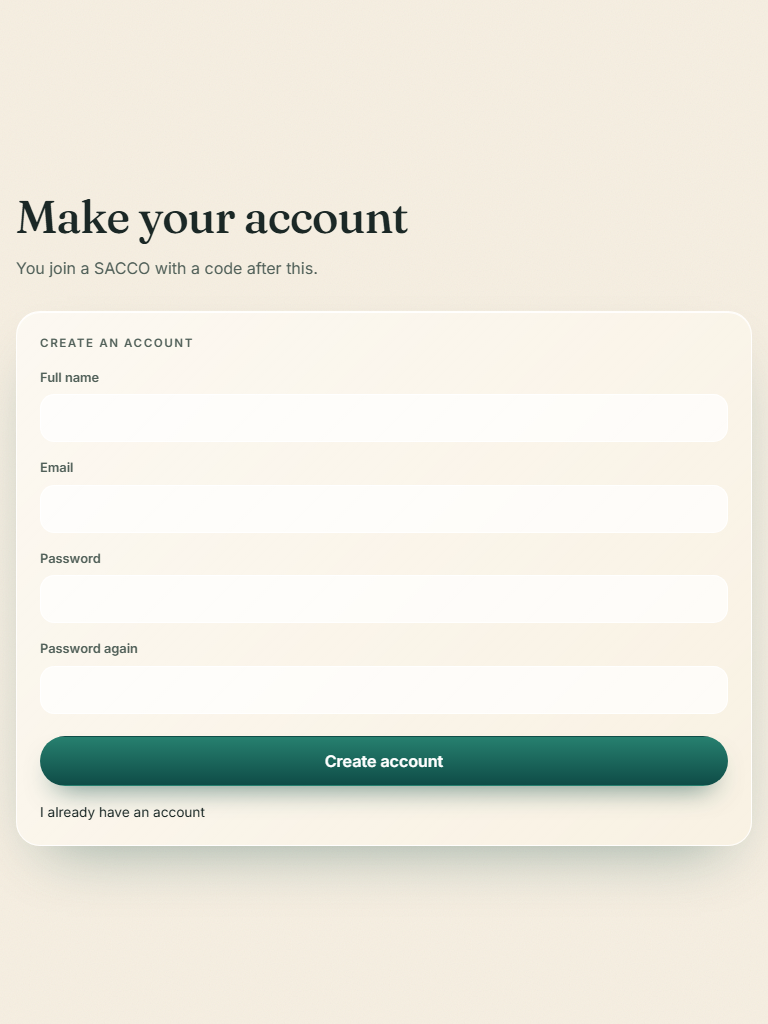 Make your account
You join a SACCO with a code after this.
CREATE AN ACCOUNT
Full name
Email
Password
Password again
Create account
I already have an account